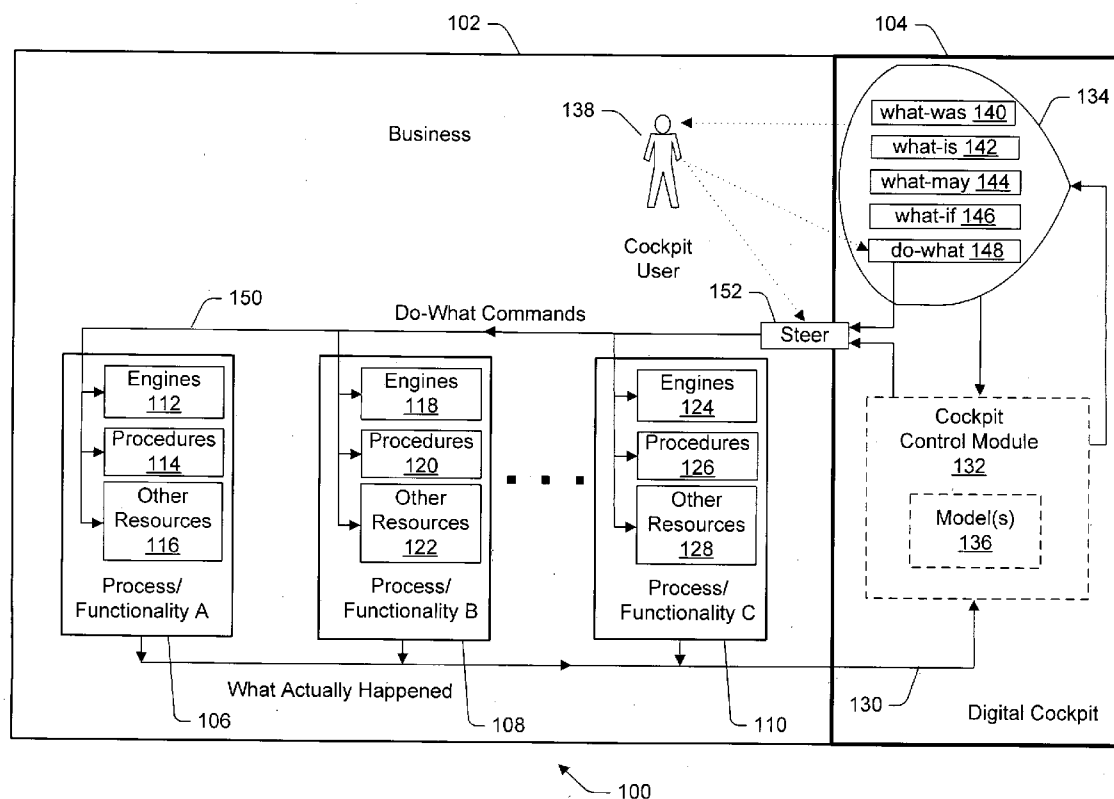 102
104
138
134
Business
what-was 140
what-is 142
what-may 144
what-if 146
do-what 148
Cockpit
User
152
150
Do-What Commands
Steer
Engines
112
Procedures
114
Other
Resources
116
Process/
Functionality A
Engines
118
Procedures
120
Other
Resources
122
Process/
Functionality B
Engines
124
Procedures
126
Other
Resources
128
Process/
Functionality C
Cockpit
Control Module
132
Model(s)
136
What Actually Happened
106
108
110
130
Digital Cockpit
100